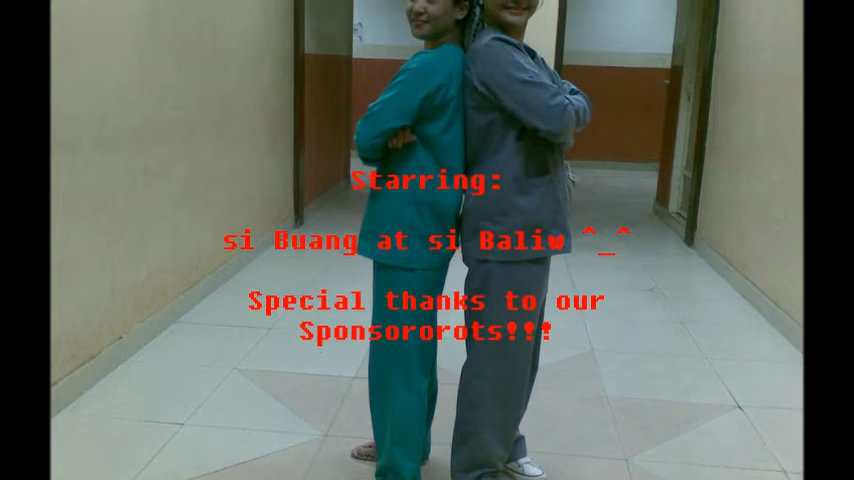 Starring:
si Buang at si Baliw ^_^
Special thanks to our
Sponsororots!!!